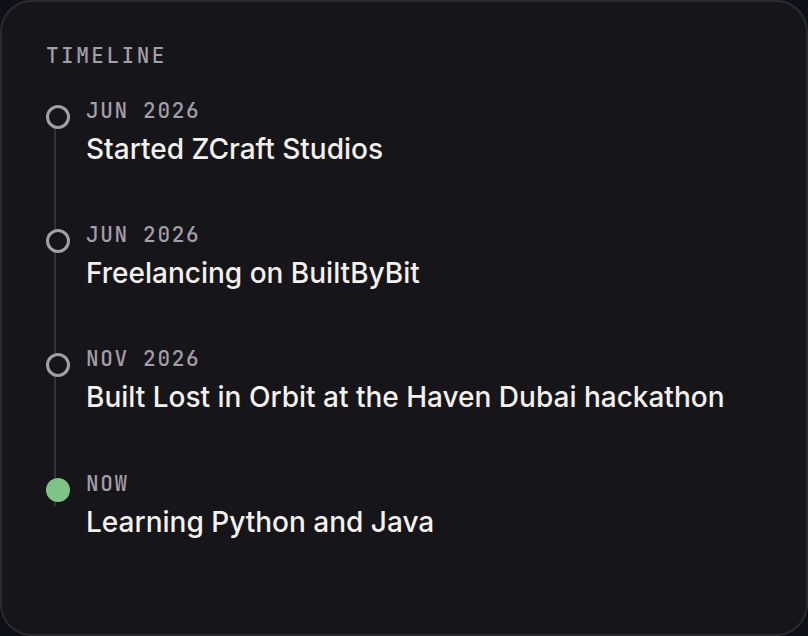 TIMELINE
JUN 2026
Started ZCraft Studios
JUN 2026
Freelancing on BuiltByBit
NOV 2026
Built Lost in Orbit at the Haven Dubai hackathon
NOW
Learning Python and Java